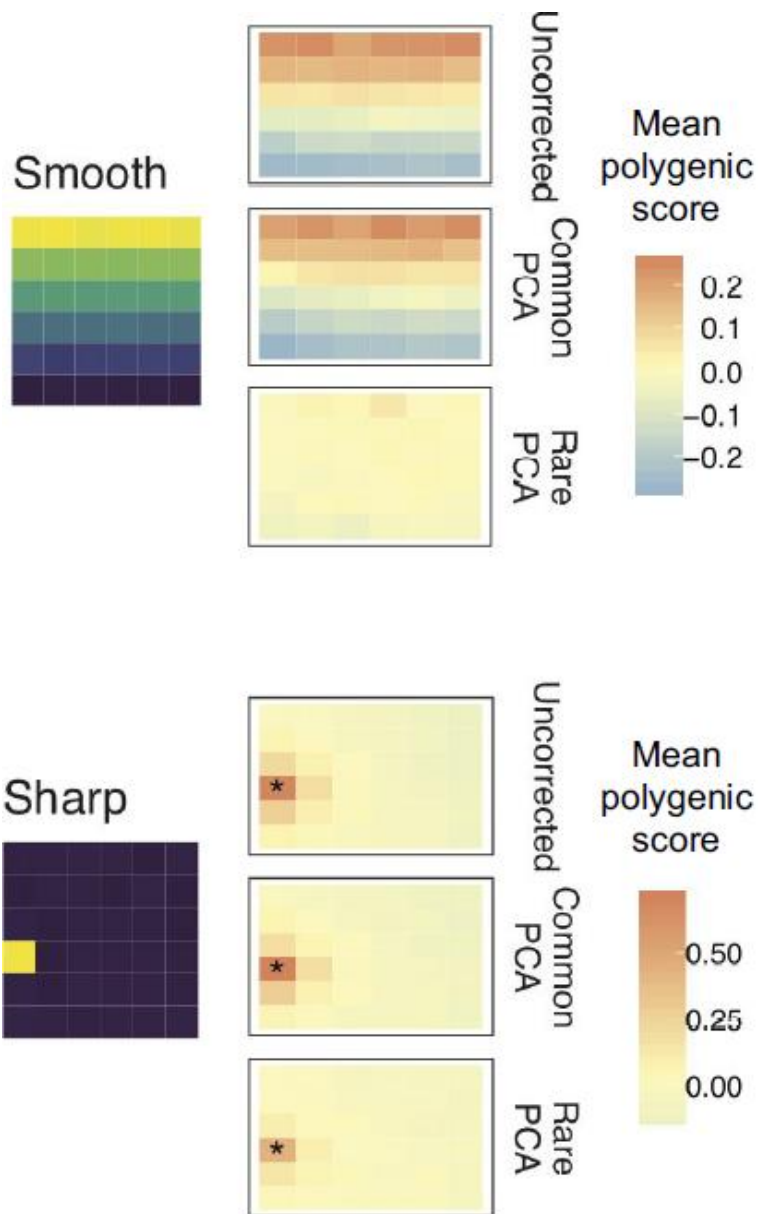 Smooth
Uncorrected
Common
PCA
Rare
PCA
Mean
polygenic
score
0.2
0.1
0.0
−0.1
−0.2
Sharp
Uncorrected
*
Common
PCA
*
Rare
PCA
*
Mean
polygenic
score
0.50
0.25
0.00